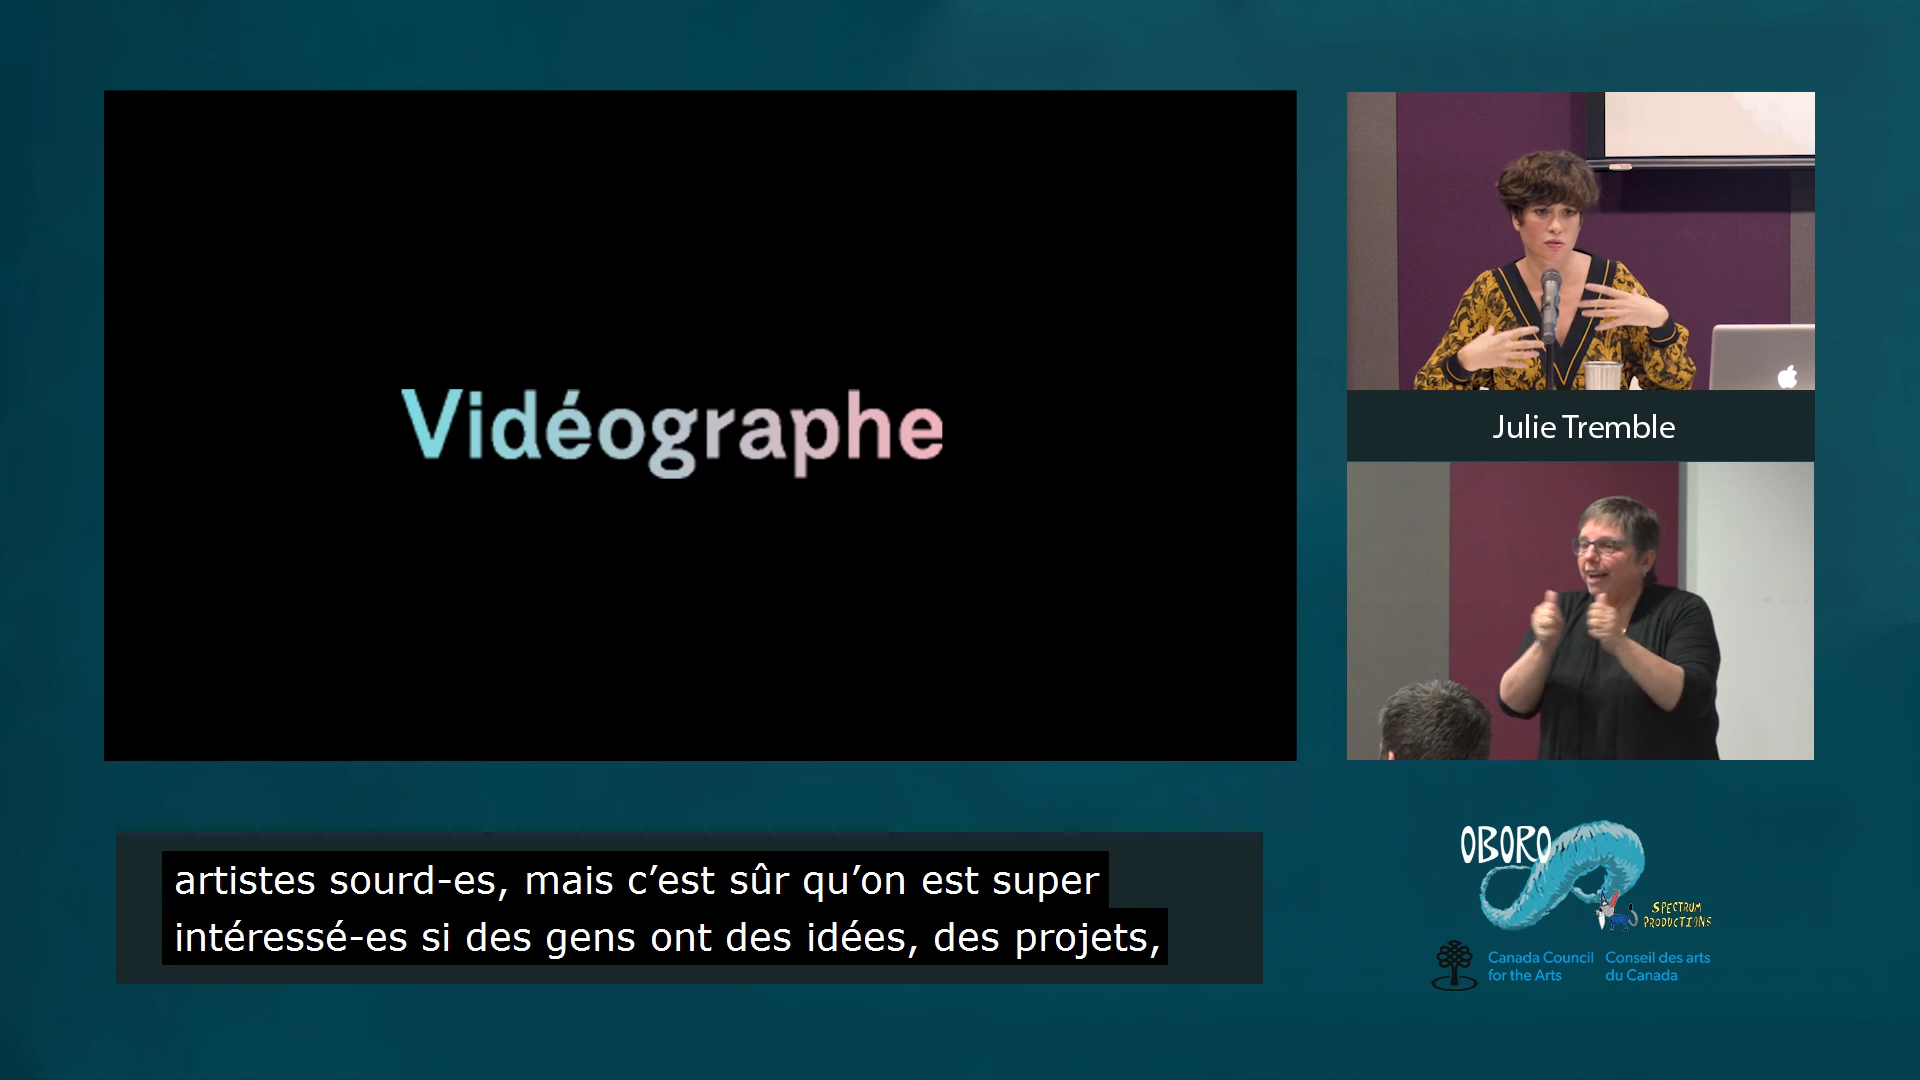 Vidéographe
Julie Tremble
artistes sourd-es, mais c’est sûr qu’on est super
intéressé-es si des gens ont des idées, des projets,
OBORO
SPECTRUM
PRODUCTIONS
Canada Council
for the Arts
Conseil des arts
du Canada